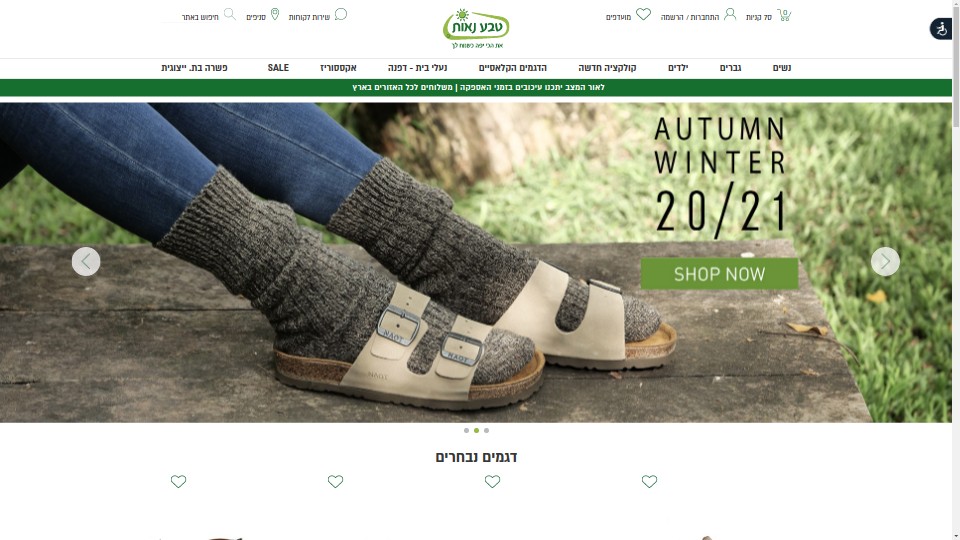 סל קניות
התחברות / הרשמה
מועדפים
טבע נאות
את הכי יפה כשנוח לך
שירות לקוחות
סניפים
חיפוש באתר
נשים
גברים
ילדים
קולקציה חדשה
הדגמים הקלאסיים
נעלי בית - דפנה
אקססוריז
SALE
פשרה בת. ייצוגית
לאור המצב יתכנו עיכובים בזמני האספקה | משלוחים לכל האזורים בארץ
AUTUMN
WINTER
20/21
SHOP NOW
NAOT
NAOT
דגמים נבחרים